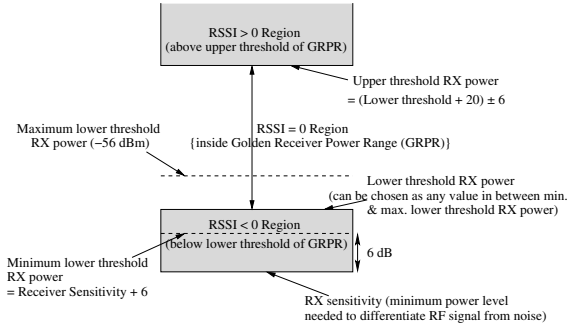 RSSI > 0 Region
(above upper threshold of GRPR)
Upper threshold RX power
= (Lower threshold + 20) ± 6
Maximum lower threshold
RX power (−56 dBm)
RSSI = 0 Region
{inside Golden Receiver Power Range (GRPR)}
Lower threshold RX power
(can be chosen as any value in between min.
& max. lower threshold RX power)
RSSI < 0 Region
(below lower threshold of GRPR)
6 dB
Minimum lower threshold
RX power
= Receiver Sensitivity + 6
RX sensitivity (minimum power level
needed to differentiate RF signal from noise)